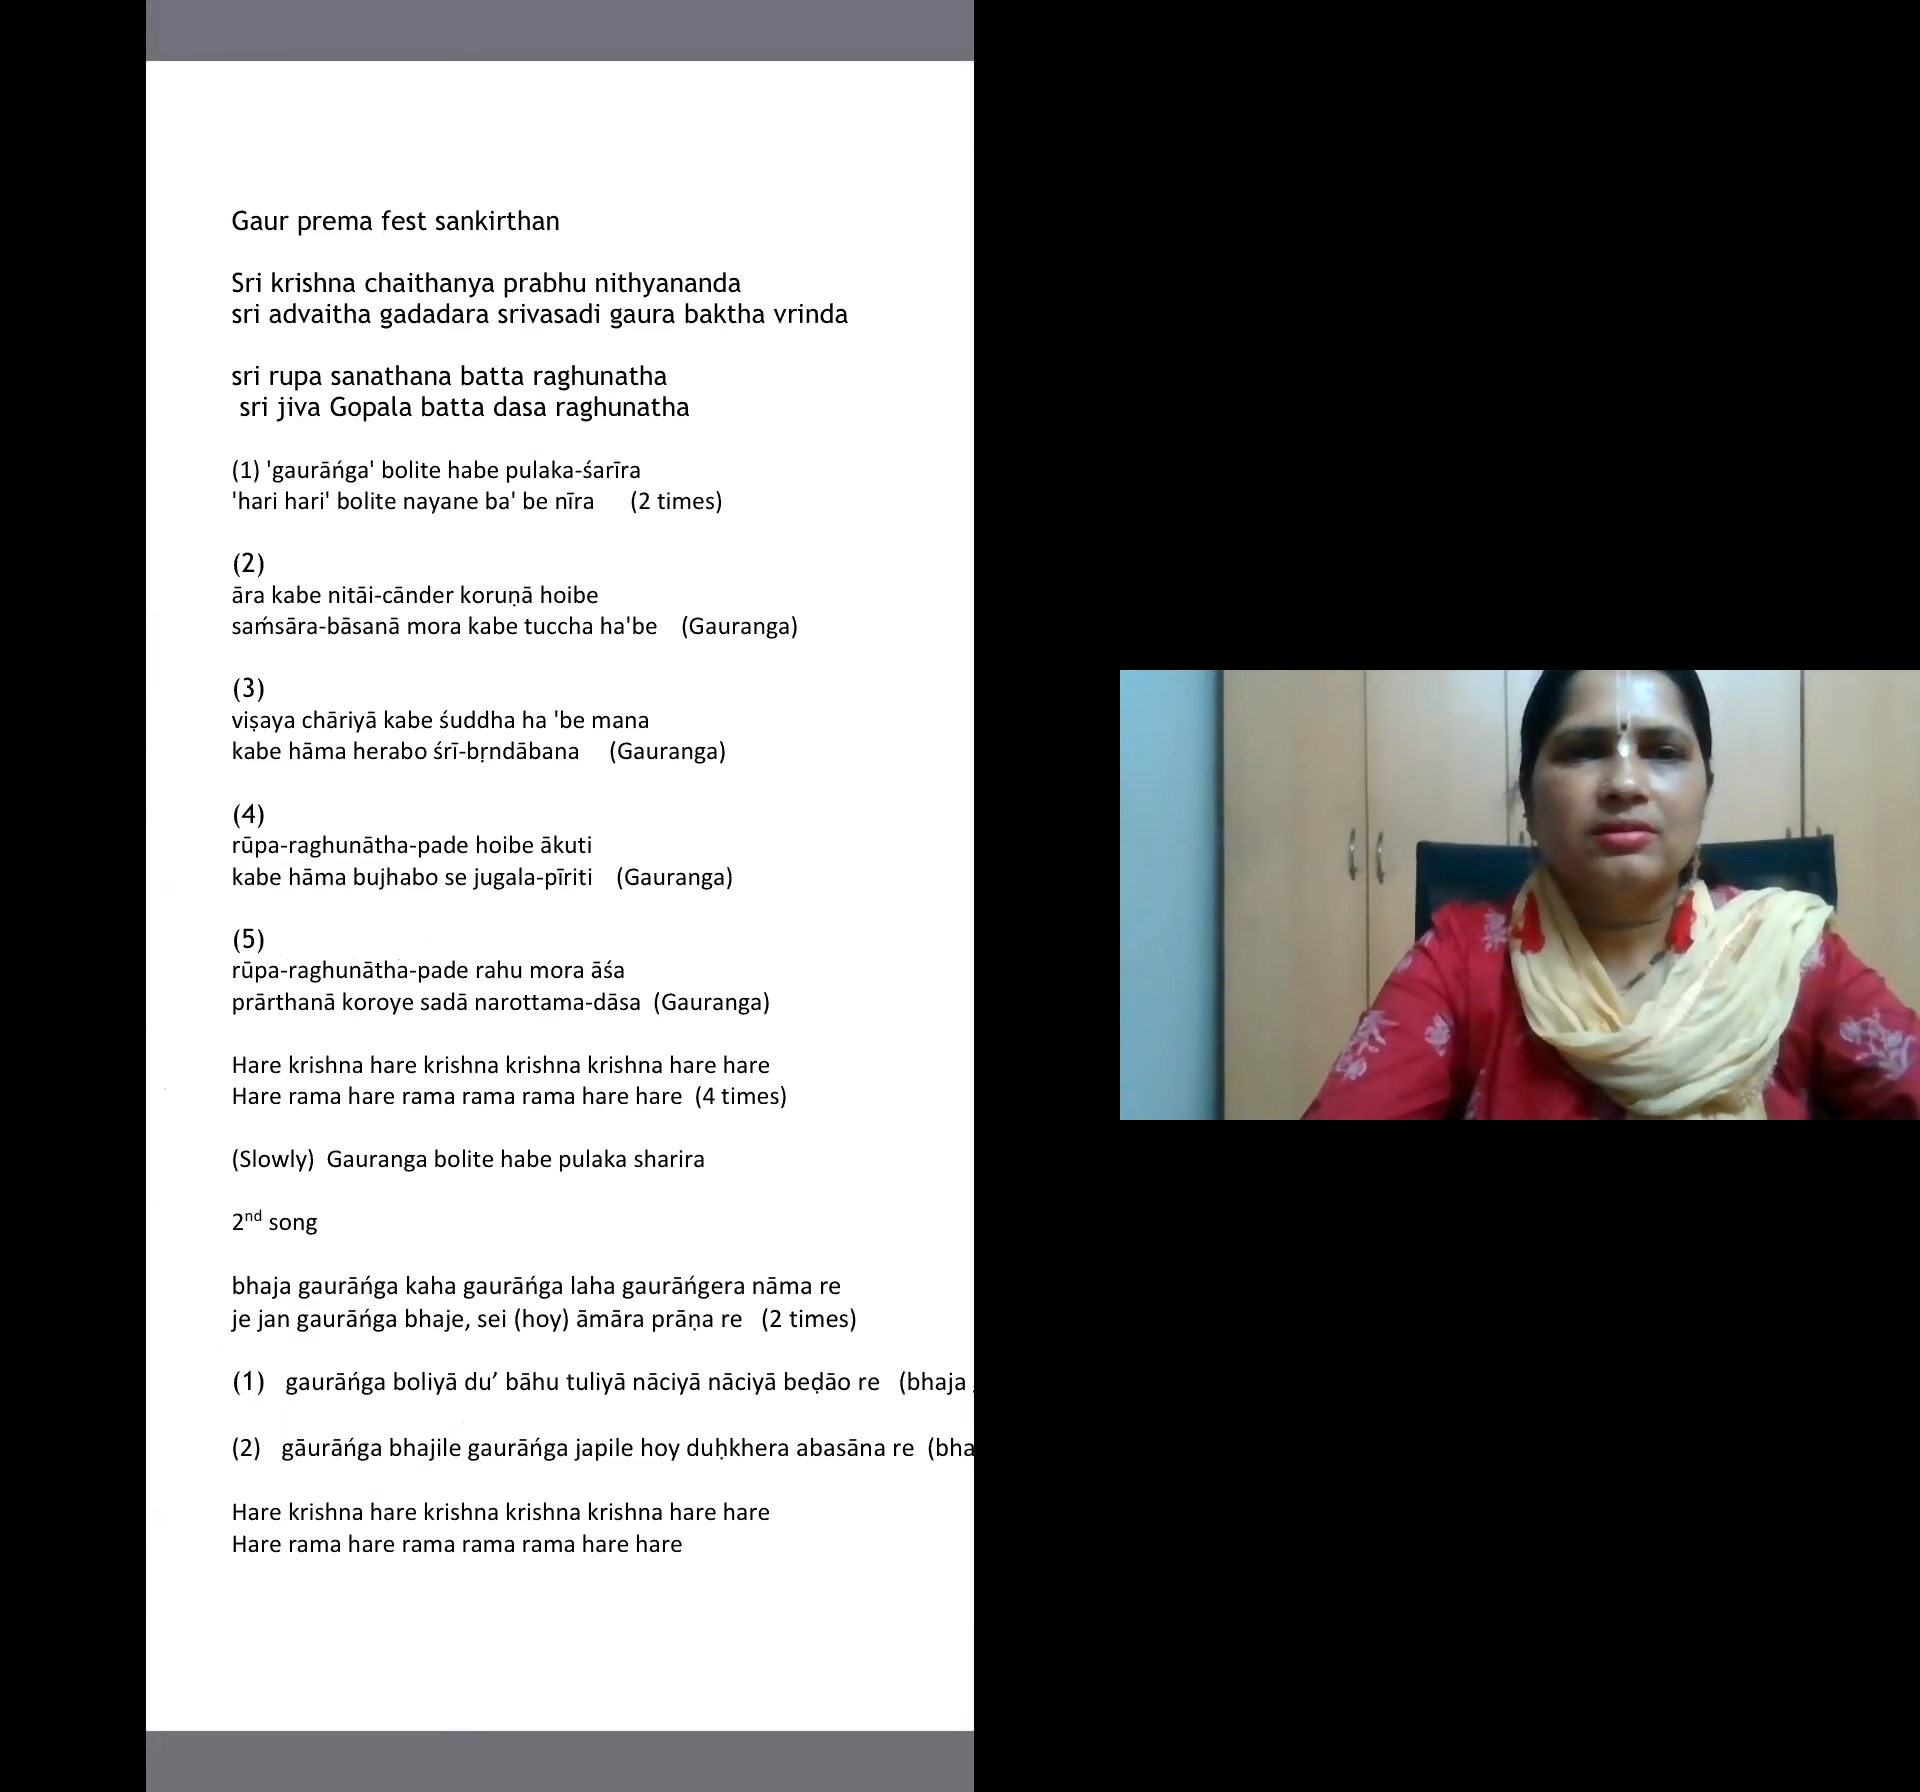 Gaur prema fest sankirthan
Sri krishna chaithanya prabhu nithyananda
sri advaitha gadadara srivasadi gaura baktha vrinda
sri rupa sanathana batta raghunatha
sri jiva Gopala batta dasa raghunatha
(1) 'gaurāńga' bolite habe pulaka-śarīra
'hari hari' bolite nayane ba' be nīra (2 times)
(2)
āra kabe nitāi-cānder koruṇā hoibe
saḿsāra-bāsanā mora kabe tuccha ha'be (Gauranga)
(3)
viṣaya chāriyā kabe śuddha ha 'be mana
kabe hāma herabo śrī-bṛndābana (Gauranga)
(4)
rūpa-raghunātha-pade hoibe ākuti
kabe hāma bujhabo se jugala-pīriti (Gauranga)
(5)
rūpa-raghunātha-pade rahu mora āśa
prārthanā koroye sadā narottama-dāsa (Gauranga)
Hare krishna hare krishna krishna krishna hare hare
Hare rama hare rama rama rama hare hare (4 times)
(Slowly) Gauranga bolite habe pulaka sharira
2nd song
bhaja gaurāńga kaha gaurāńga laha gaurāńgera nāma re
je jan gaurāńga bhaje, sei (hoy) āmāra prāṇa re (2 times)
(1) gaurāńga boliyā du’ bāhu tuliyā nāciyā nāciyā beḍāo re (bhaja
(2) gāurāńga bhajile gaurāńga japile hoy duḥkhera abasāna re (bha
Hare krishna hare krishna krishna krishna hare hare
Hare rama hare rama rama rama hare hare